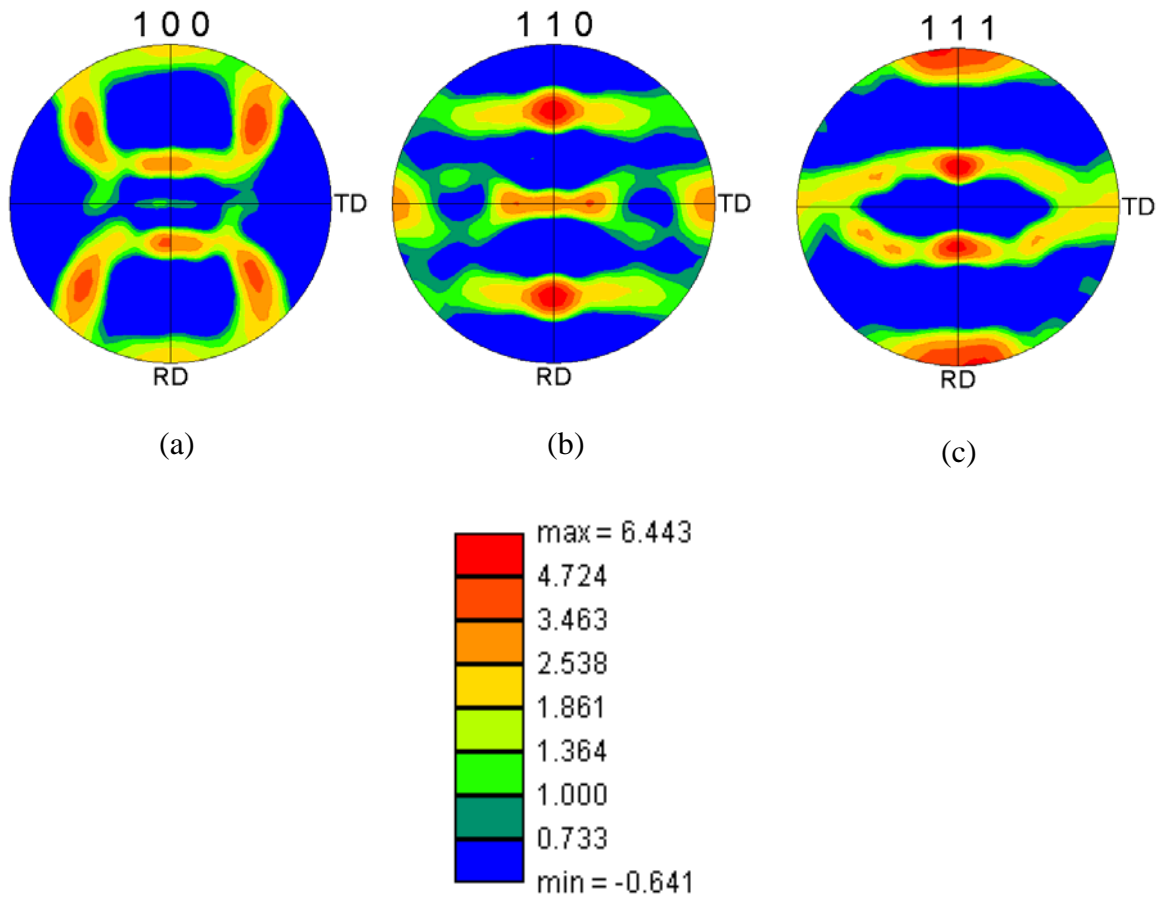 1 0 0
1 1 0
1 1 1
TD
TD
TD
RD
RD
RD
(a)
(b)
(c)
max = 6.443
4.724
3.463
2.538
1.861
1.364
1.000
0.733
min = -0.641